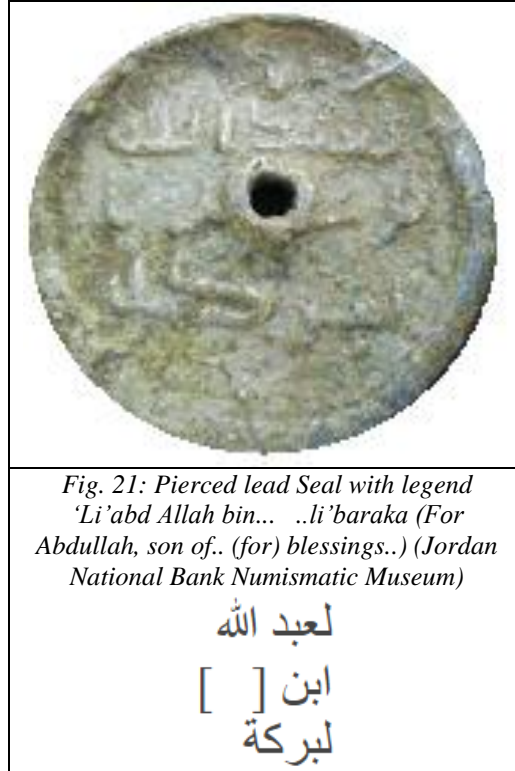 Fig. 21: Pierced lead Seal with legend
‘Li’abd Allah bin... ..li’baraka (For
Abdullah, son of.. (for) blessings..) (Jordan
National Bank Numismatic Museum)
لعبد الله
ابن [ ]
لبركة